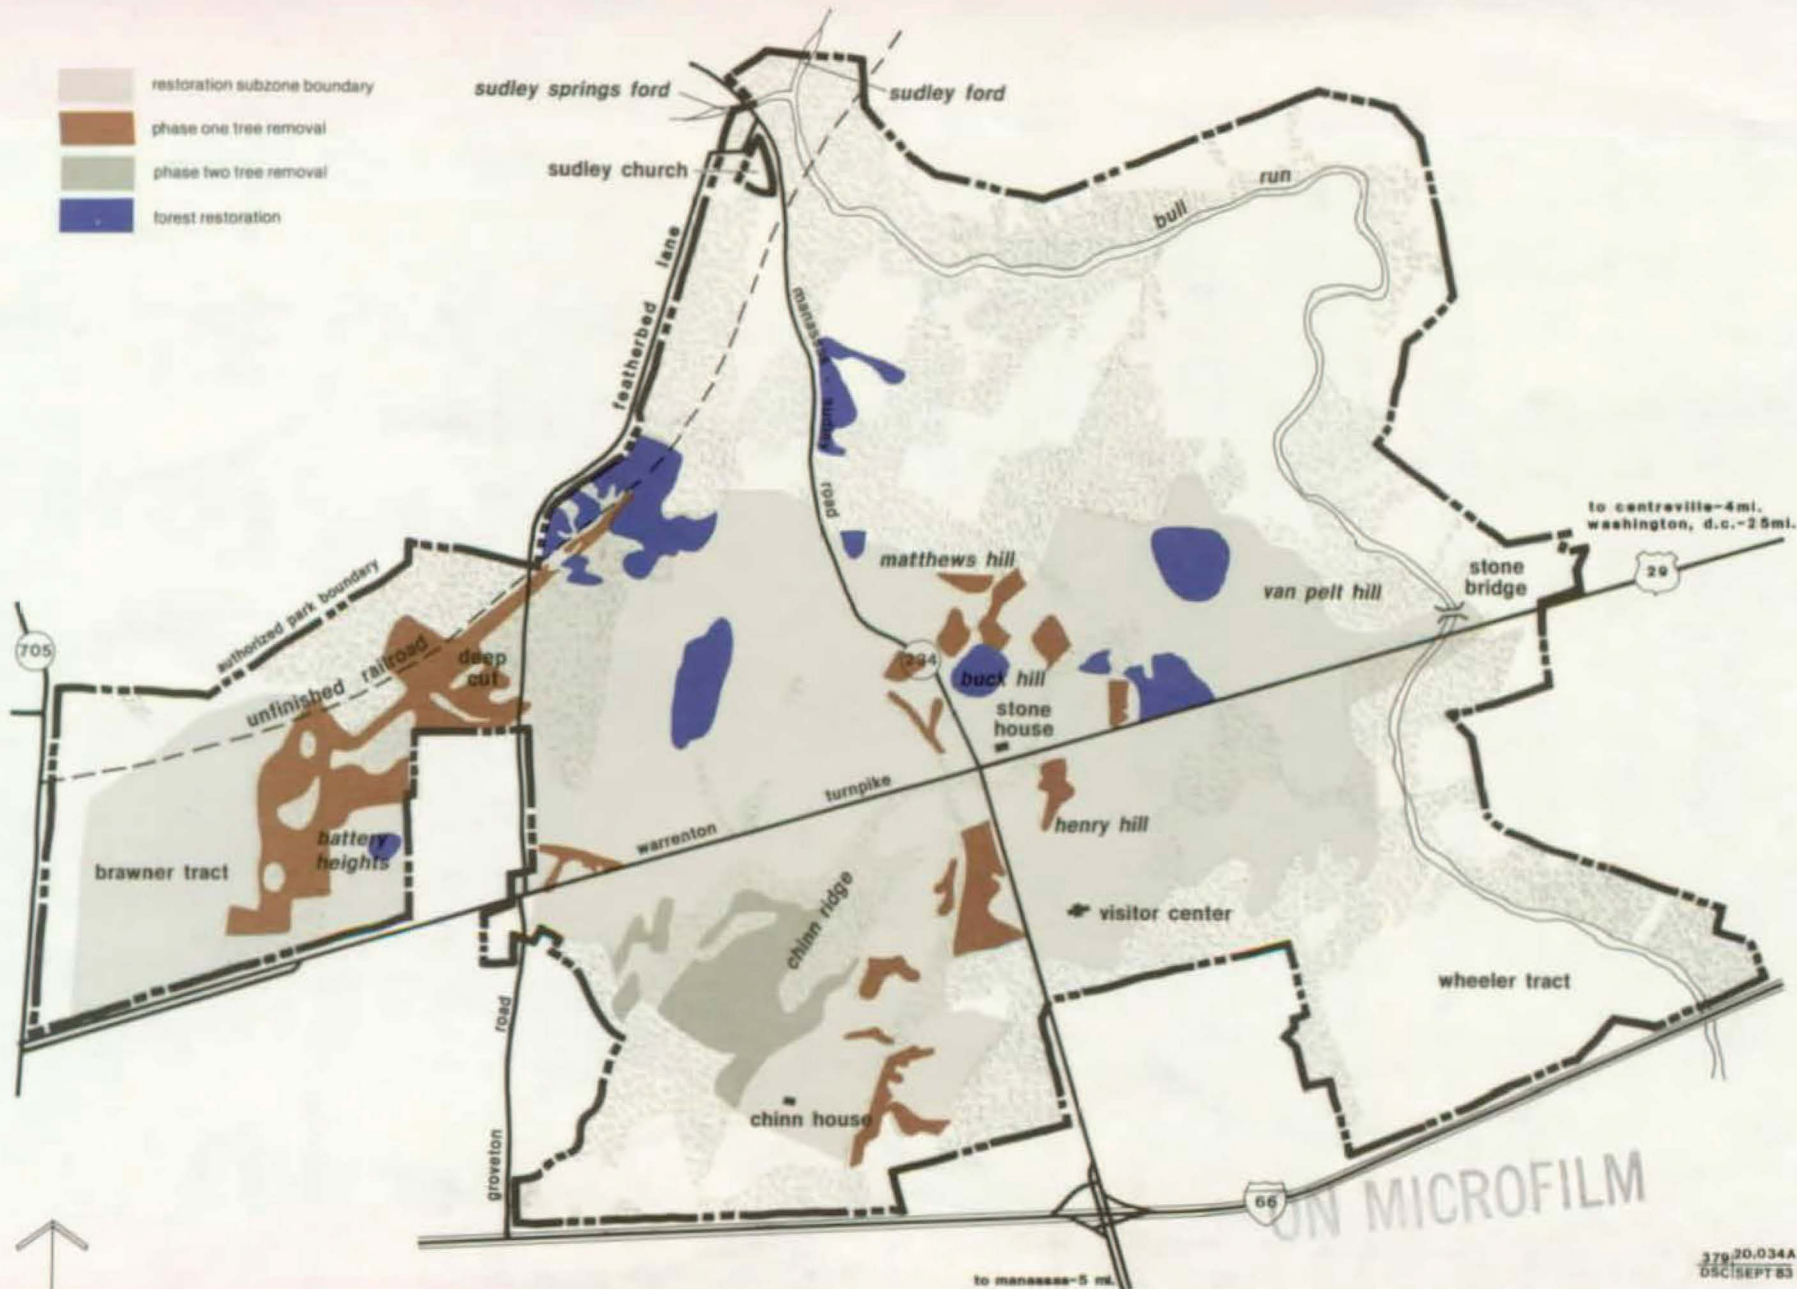 restoration subzone boundary
phase one tree removal
phase two tree removal
forest restoration
sudley springs ford
sudley ford
sudley church
bull run
featherbed lane
manassas - sudley road
to centreville-4mi.
washington, d.c.-25mi.
29
stone
bridge
matthews hill
van pelt hill
authorized park boundary
705
unfinished railroad
deep
cut
234
buck hill
stone
house
warrenton turnpike
henry hill
battery
heights
brawner tract
chinn ridge
visitor center
wheeler tract
groveton road
chinn house
66
ON MICROFILM
to manassas-5 mi.
379 20,034A
DSC SEPT 83